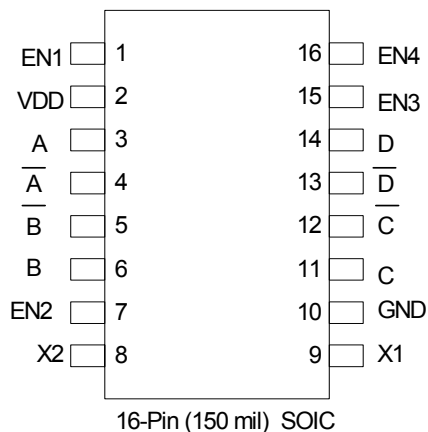 EN1 1 16 EN4
VDD 2 15 EN3
A 3 14 D
A̅ 4 13 D̅
B̅ 5 12 C̅
B 6 11 C
EN2 7 10 GND
X2 8 9 X1
16-Pin (150 mil) SOIC